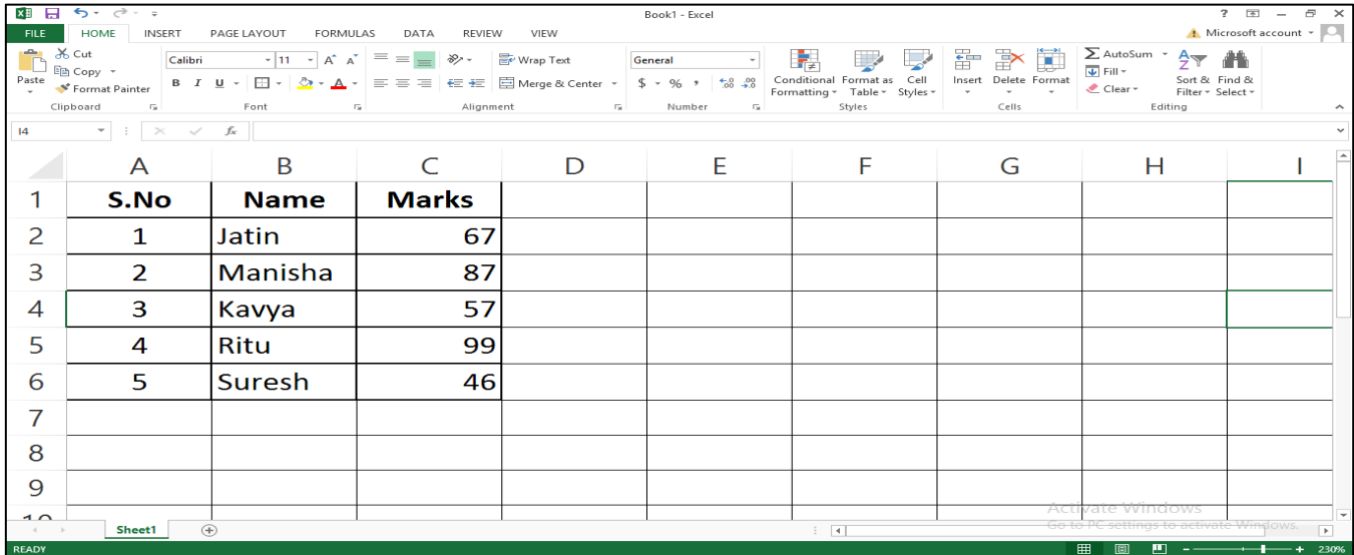 Book1 - Excel
FILE HOME INSERT PAGE LAYOUT FORMULAS DATA REVIEW VIEW Microsoft account
Cut
Copy
Format Painter
Paste
Clipboard
Calibri 11
B I U
Font
Wrap Text
Merge & Center
Alignment
General
$ % ,
Number
Conditional Formatting
Format as Table
Cell Styles
Styles
Insert Delete Format
Cells
AutoSum
Fill
Clear
Sort & Filter
Find & Select
Editing
I4 fx
A B C D E F G H I
1 S.No Name Marks
2 1 Jatin 67
3 2 Manisha 87
4 3 Kavya 57
5 4 Ritu 99
6 5 Suresh 46
7
8
9
10
Activate Windows
Go to PC settings to activate Windows.
Sheet1
READY 230%